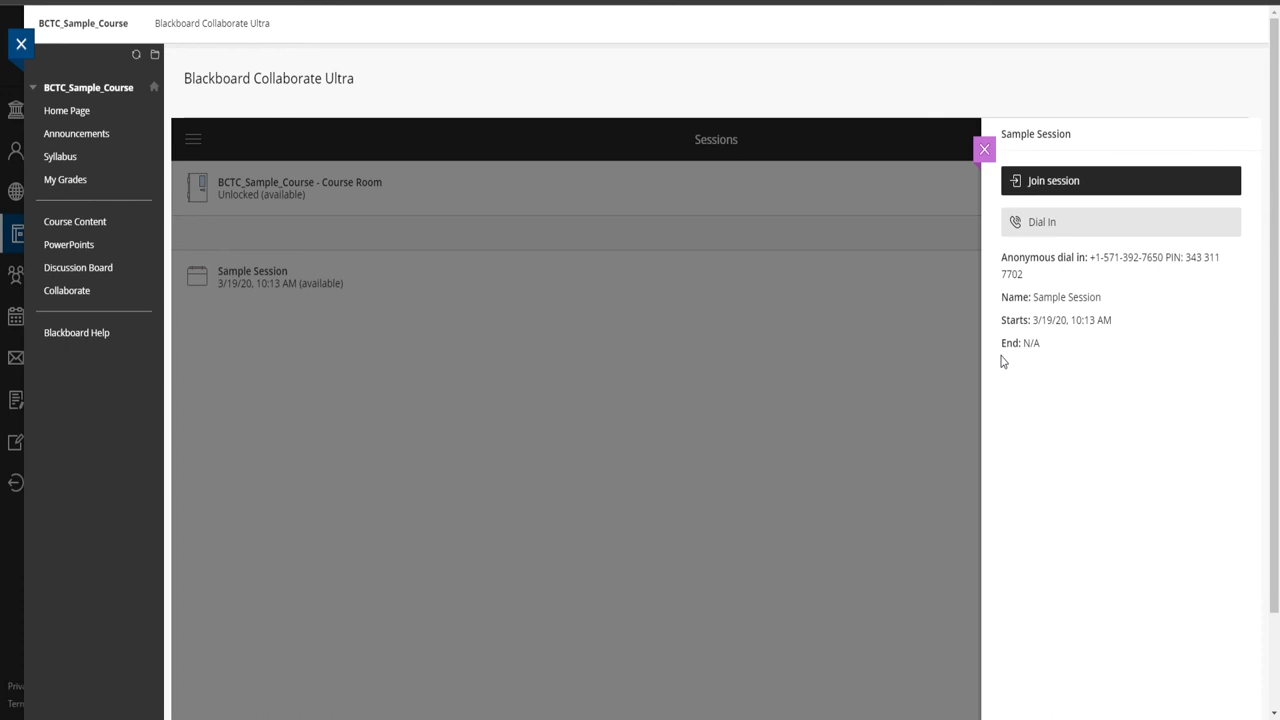 BCTC_Sample_Course
Blackboard Collaborate Ultra
BCTC_Sample_Course
Home Page
Announcements
Syllabus
My Grades
Course Content
PowerPoints
Discussion Board
Collaborate
Blackboard Help
Priva
Term
Blackboard Collaborate Ultra
Sessions
BCTC_Sample_Course - Course Room
Unlocked (available)
Sample Session
3/19/20, 10:13 AM (available)
Sample Session
Join session
Dial In
Anonymous dial in: +1-571-392-7650 PIN: 343 311
7702
Name: Sample Session
Starts: 3/19/20, 10:13 AM
End: N/A